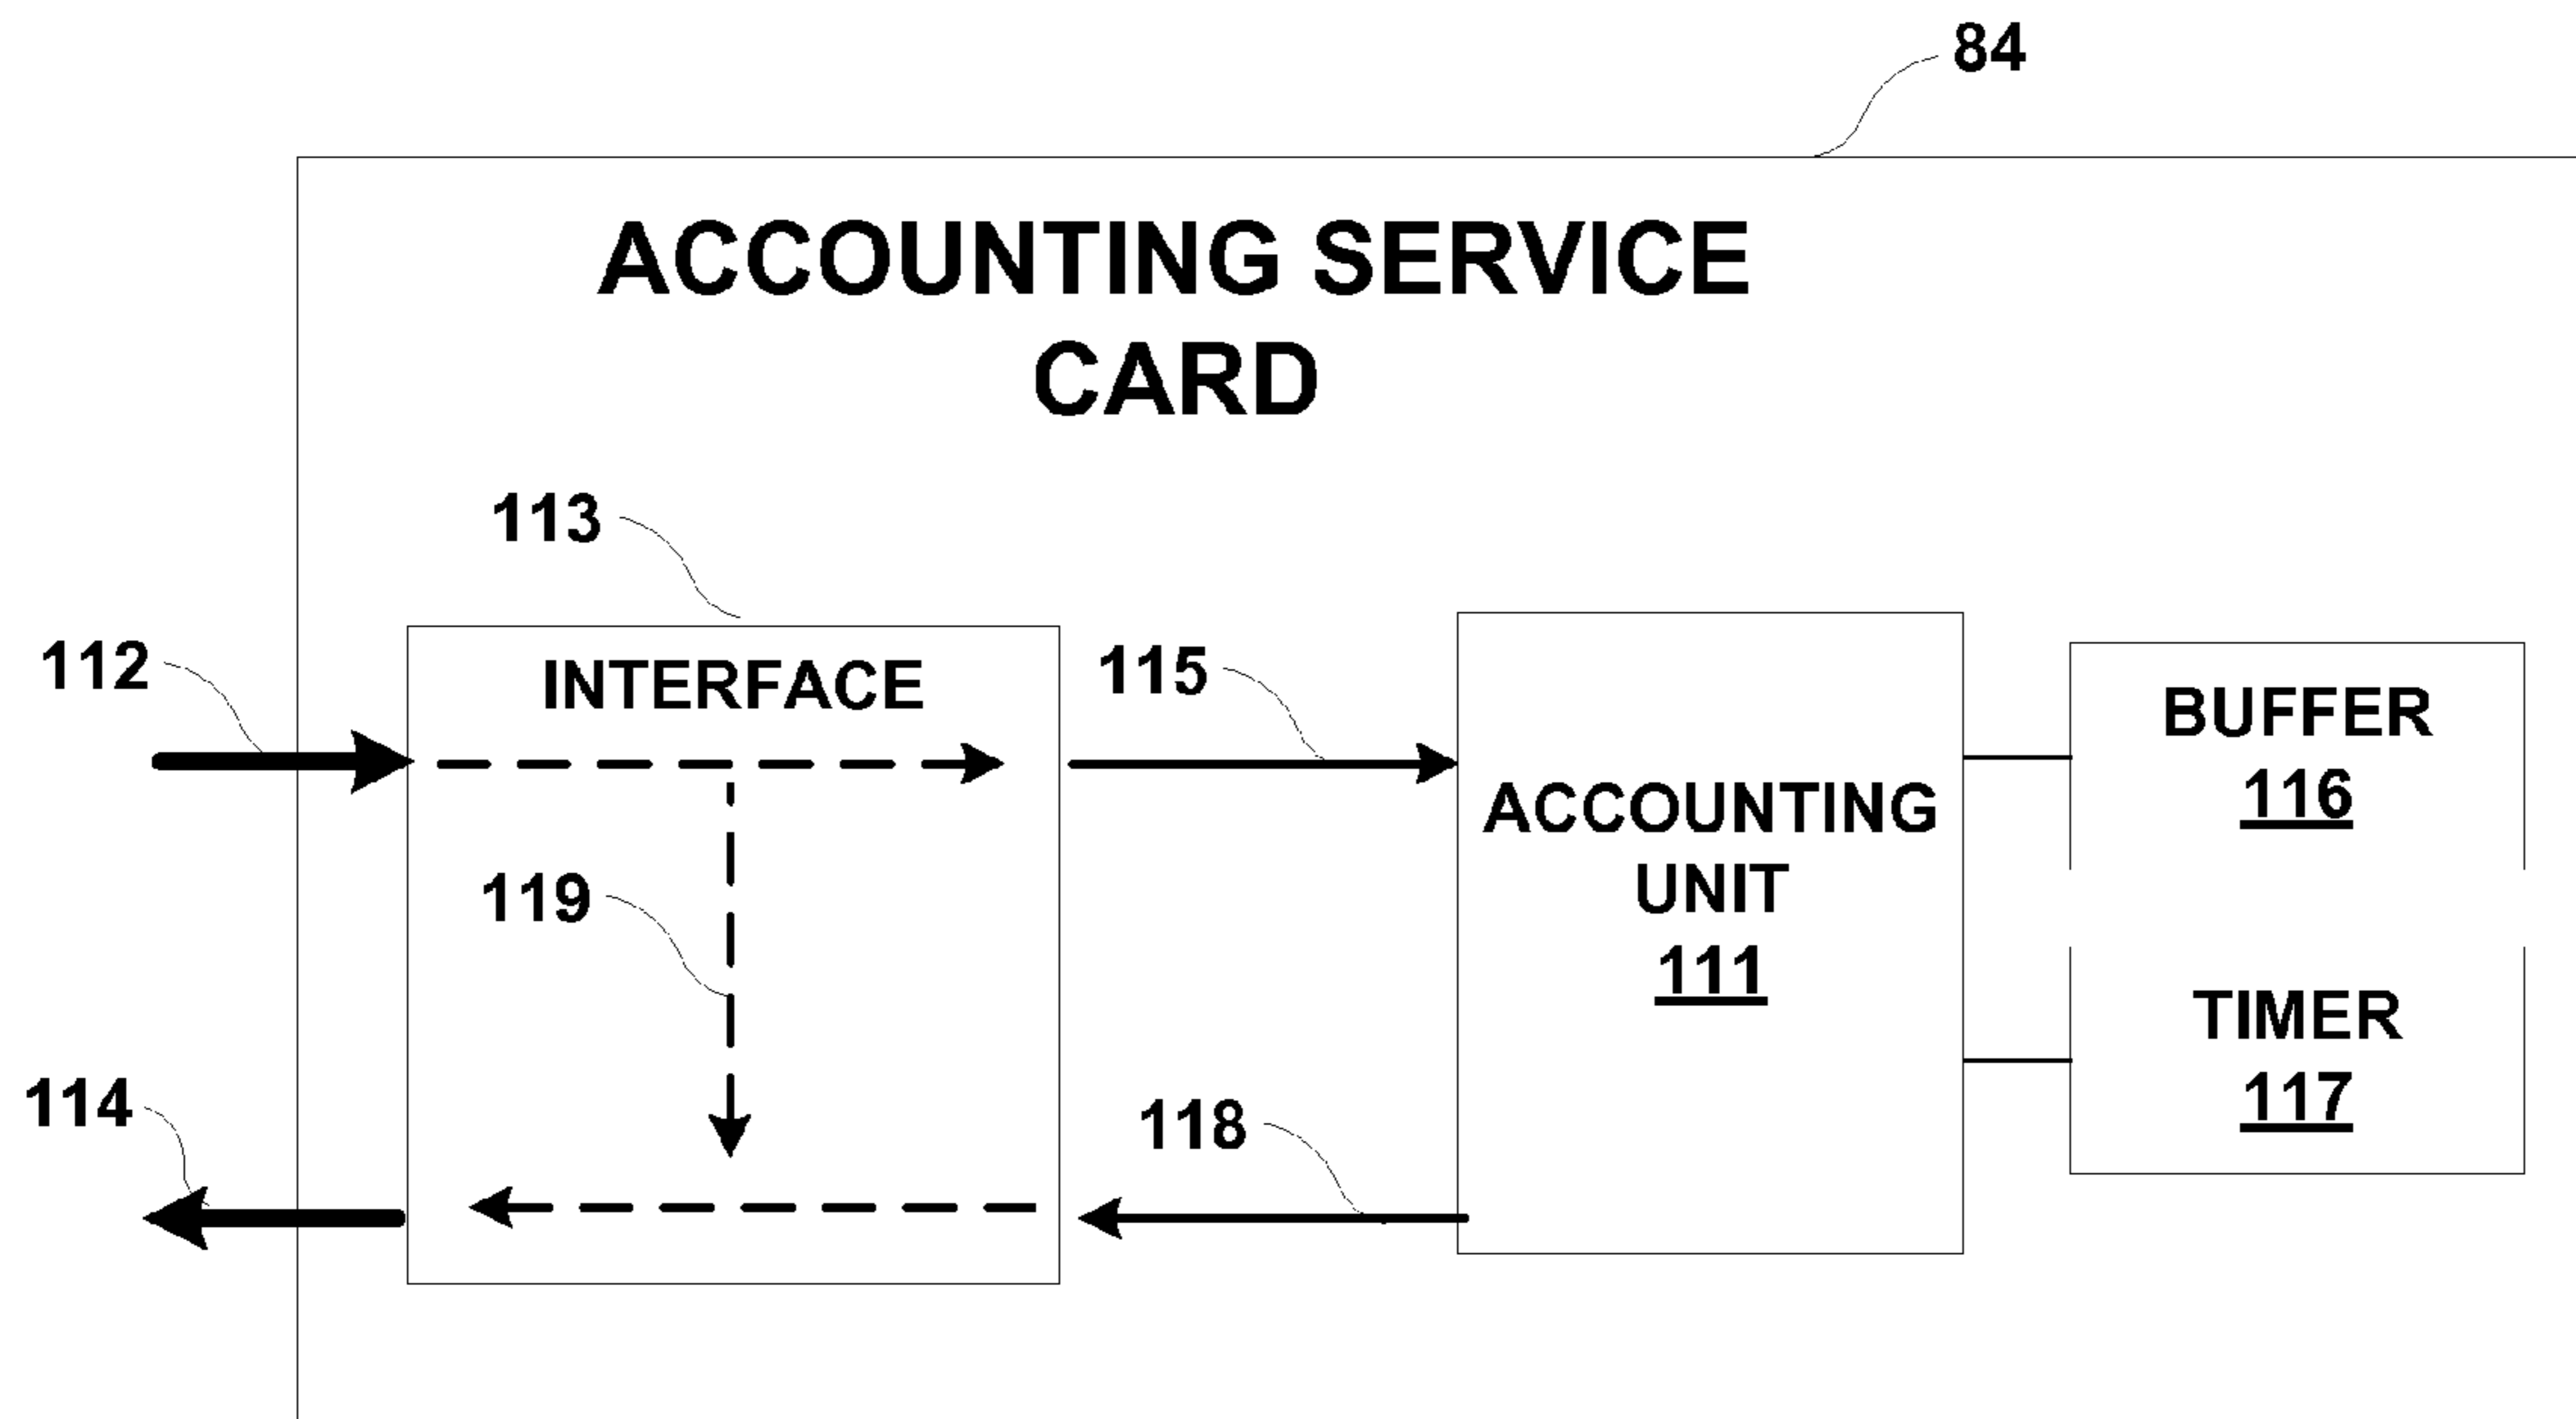 84
ACCOUNTING SERVICE
CARD
113
112
INTERFACE
115
BUFFER
116
ACCOUNTING
UNIT
111
119
TIMER
117
114
118